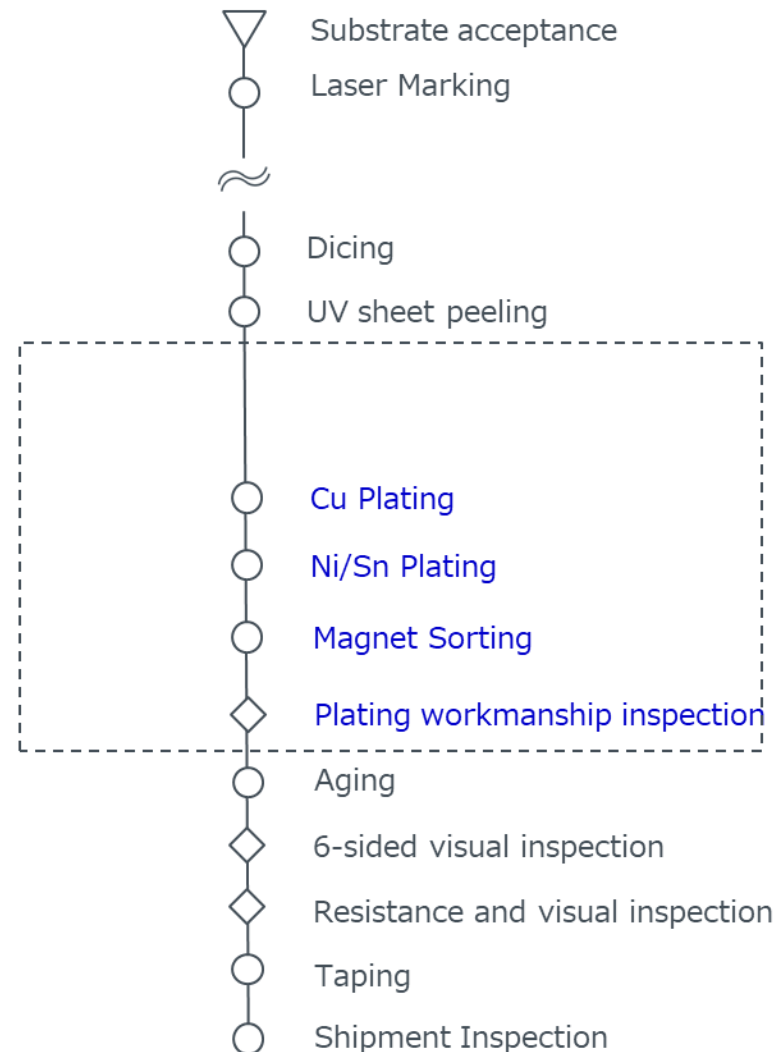 Substrate acceptance
Laser Marking
Dicing
UV sheet peeling
Cu Plating
Ni/Sn Plating
Magnet Sorting
Plating workmanship inspection
Aging
6-sided visual inspection
Resistance and visual inspection
Taping
Shipment Inspection